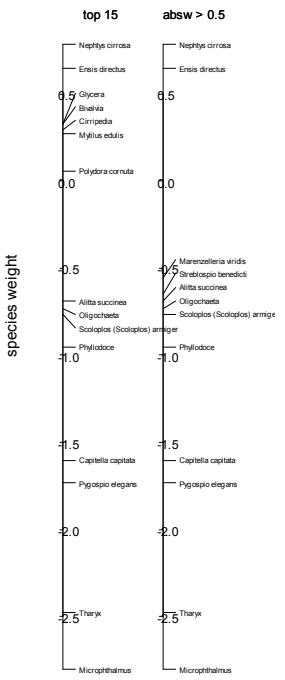 top 15
absw > 0.5
species weight
Nephtys cirrosa
Ensis directus
Glycera
0.5
Bivalvia
Cirripedia
Mytilus edulis
Polydora cornuta
0.0
-0.5
Alitta succinea
Oligochaeta
Scoloplos (Scoloplos) armiger
Phyllodoce
-1.0
-1.5
Capitella capitata
Pygospio elegans
-2.0
Tharyx
-2.5
Microphthalmus
Nephtys cirrosa
Ensis directus
0.5
0.0
Marenzelleria viridis
-0.5
Streblospio benedicti
Alitta succinea
Oligochaeta
Scoloplos (Scoloplos) armige
Phyllodoce
-1.0
-1.5
Capitella capitata
Pygospio elegans
-2.0
Tharyx
-2.5
Microphthalmus